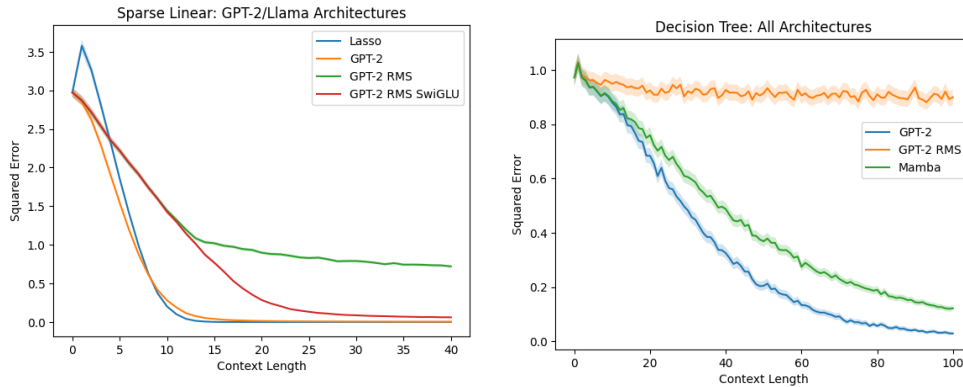 Sparse Linear: GPT-2/Llama Architectures
Squared Error
3.5
3.0
2.5
2.0
1.5
1.0
0.5
0.0
Lasso
GPT-2
GPT-2 RMS
GPT-2 RMS SwiGLU
0 5 10 15 20 25 30 35 40
Context Length
Decision Tree: All Architectures
Squared Error
1.0
0.8
0.6
0.4
0.2
0.0
GPT-2
GPT-2 RMS
Mamba
0 20 40 60 80 100
Context Length